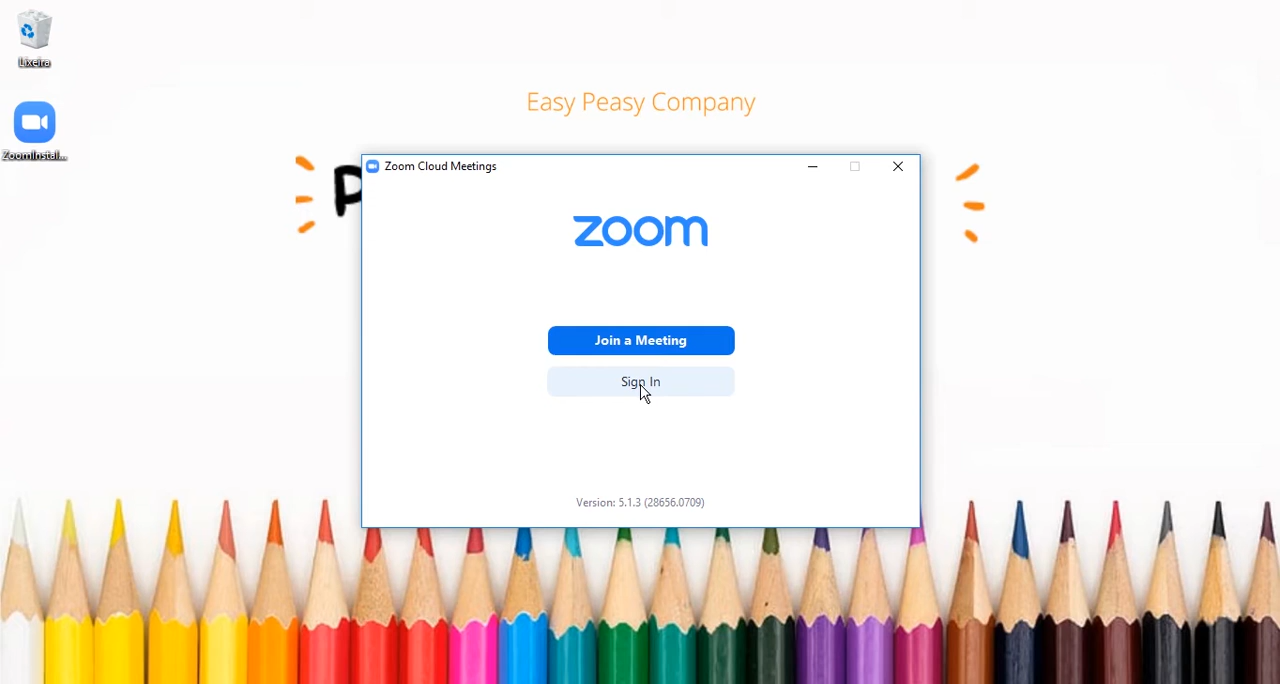 Lixeira
ZoomInstal...
Easy Peasy Company
P
Zoom Cloud Meetings
zoom
Join a Meeting
Sign In
Version: 5.1.3 (28656.0709)